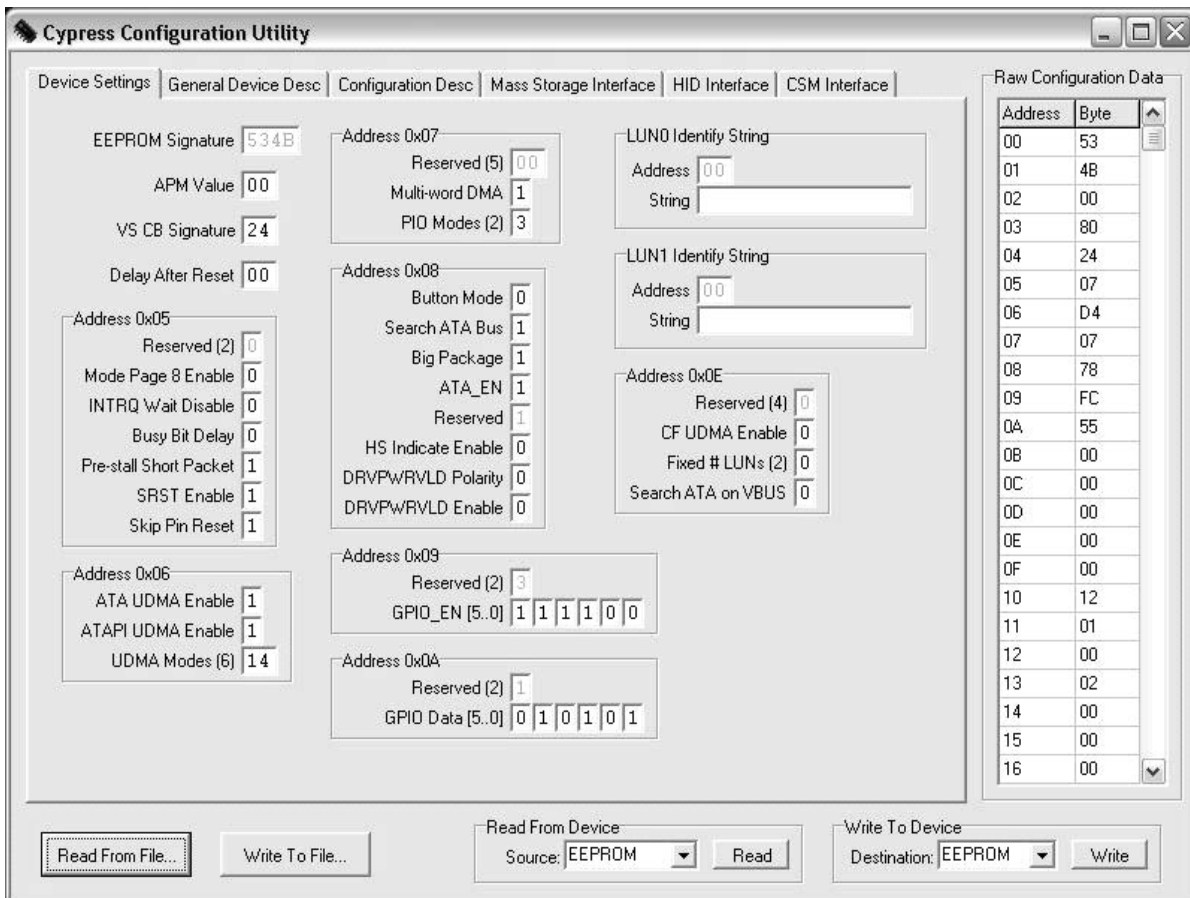 Cypress Configuration Utility
Device Settings General Device Desc Configuration Desc Mass Storage Interface HID Interface CSM Interface
EEPROM Signature 534B
APM Value 00
VS CB Signature 24
Delay After Reset 00
Address 0x05
Reserved (2) 0
Mode Page 8 Enable 0
INTRQ Wait Disable 0
Busy Bit Delay 0
Pre-stall Short Packet 1
SRST Enable 1
Skip Pin Reset 1
Address 0x06
ATA UDMA Enable 1
ATAPI UDMA Enable 1
UDMA Modes (6) 14
Address 0x07
Reserved (5) 00
Multi-word DMA 1
PIO Modes (2) 3
Address 0x08
Button Mode 0
Search ATA Bus 1
Big Package 1
ATA_EN 1
Reserved 1
HS Indicate Enable 0
DRVPWRVLD Polarity 0
DRVPWRVLD Enable 0
Address 0x09
Reserved (2) 3
GPIO_EN [5..0] 1 1 1 1 0 0
Address 0x0A
Reserved (2) 1
GPIO Data [5..0] 0 1 0 1 0 1
LUN0 Identify String
Address 00
String
LUN1 Identify String
Address 00
String
Address 0x0E
Reserved (4) 0
CF UDMA Enable 0
Fixed # LUNs (2) 0
Search ATA on VBUS 0
Raw Configuration Data
Address Byte
00 53
01 4B
02 00
03 80
04 24
05 07
06 D4
07 07
08 78
09 FC
0A 55
0B 00
0C 00
0D 00
0E 00
0F 00
10 12
11 01
12 00
13 02
14 00
15 00
16 00
Read From File... Write To File...
Read From Device
Source: EEPROM Read
Write To Device
Destination: EEPROM Write